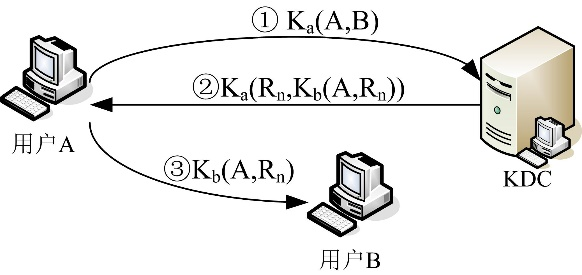 ① Ka(A,B)
②Ka(Rn,Kb(A,Rn))
用户A
KDC
③Kb(A,Rn)
用户B